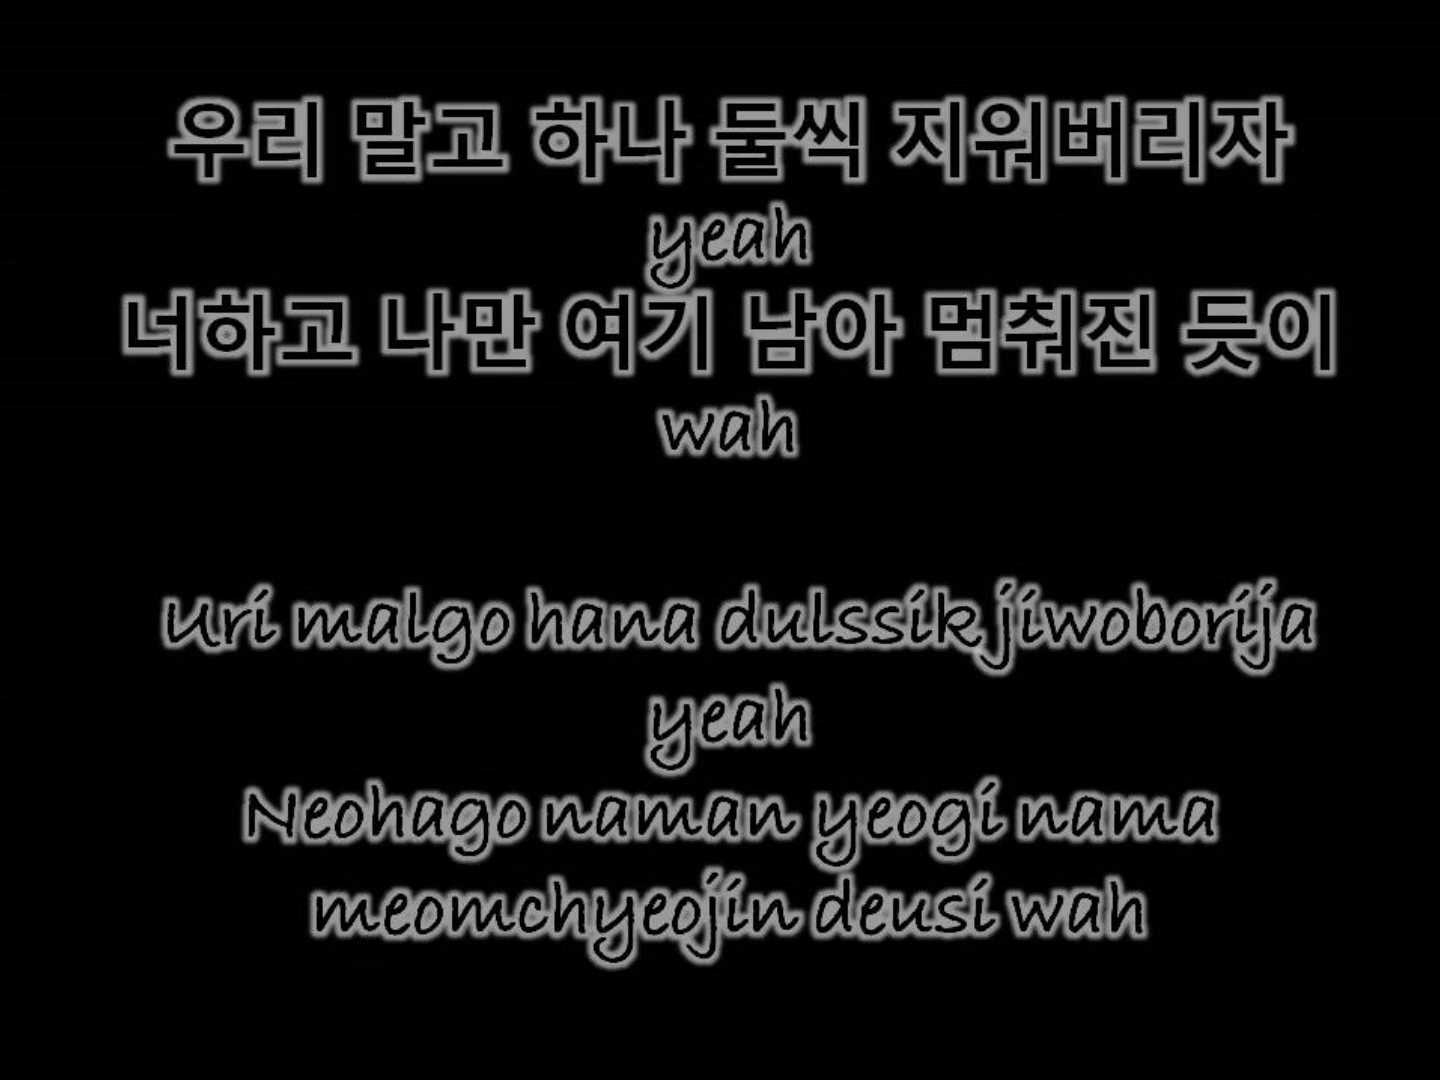 우리 말고 하나 둘씩 지워버리자
yeah
너하고 나만 여기 남아 멈춰진 듯이
wah
Uri malgo hana dulssik jiwoborija
yeah
Neohago naman yeogi nama
meomchyeojin deusi wah